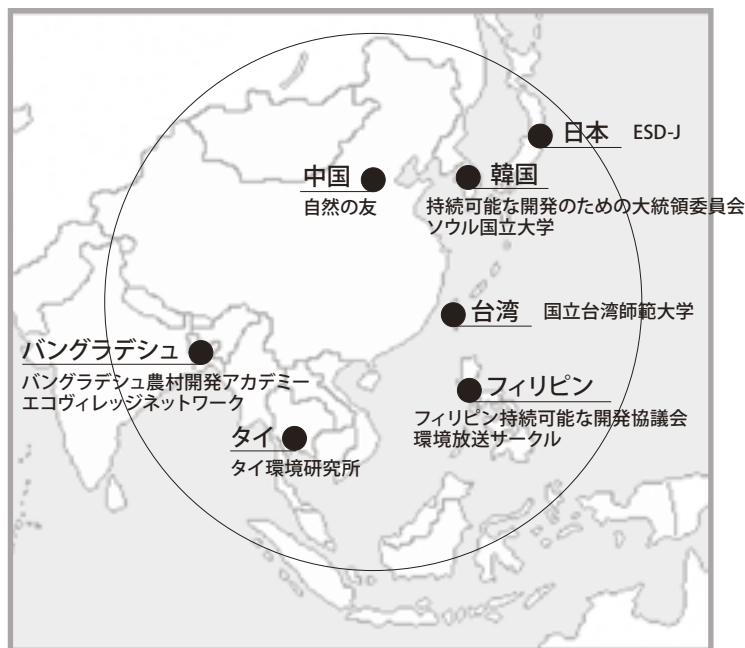 日本 ESD-J
中国
自然の友
韓国
持続可能な開発のための大統領委員会
ソウル国立大学
台湾 国立台湾師範大学
バングラデシュ
バングラデシュ農村開発アカデミー
エコヴィレッジネットワーク
フィリピン
フィリピン持続可能な開発協議会
環境放送サークル
タイ
タイ環境研究所